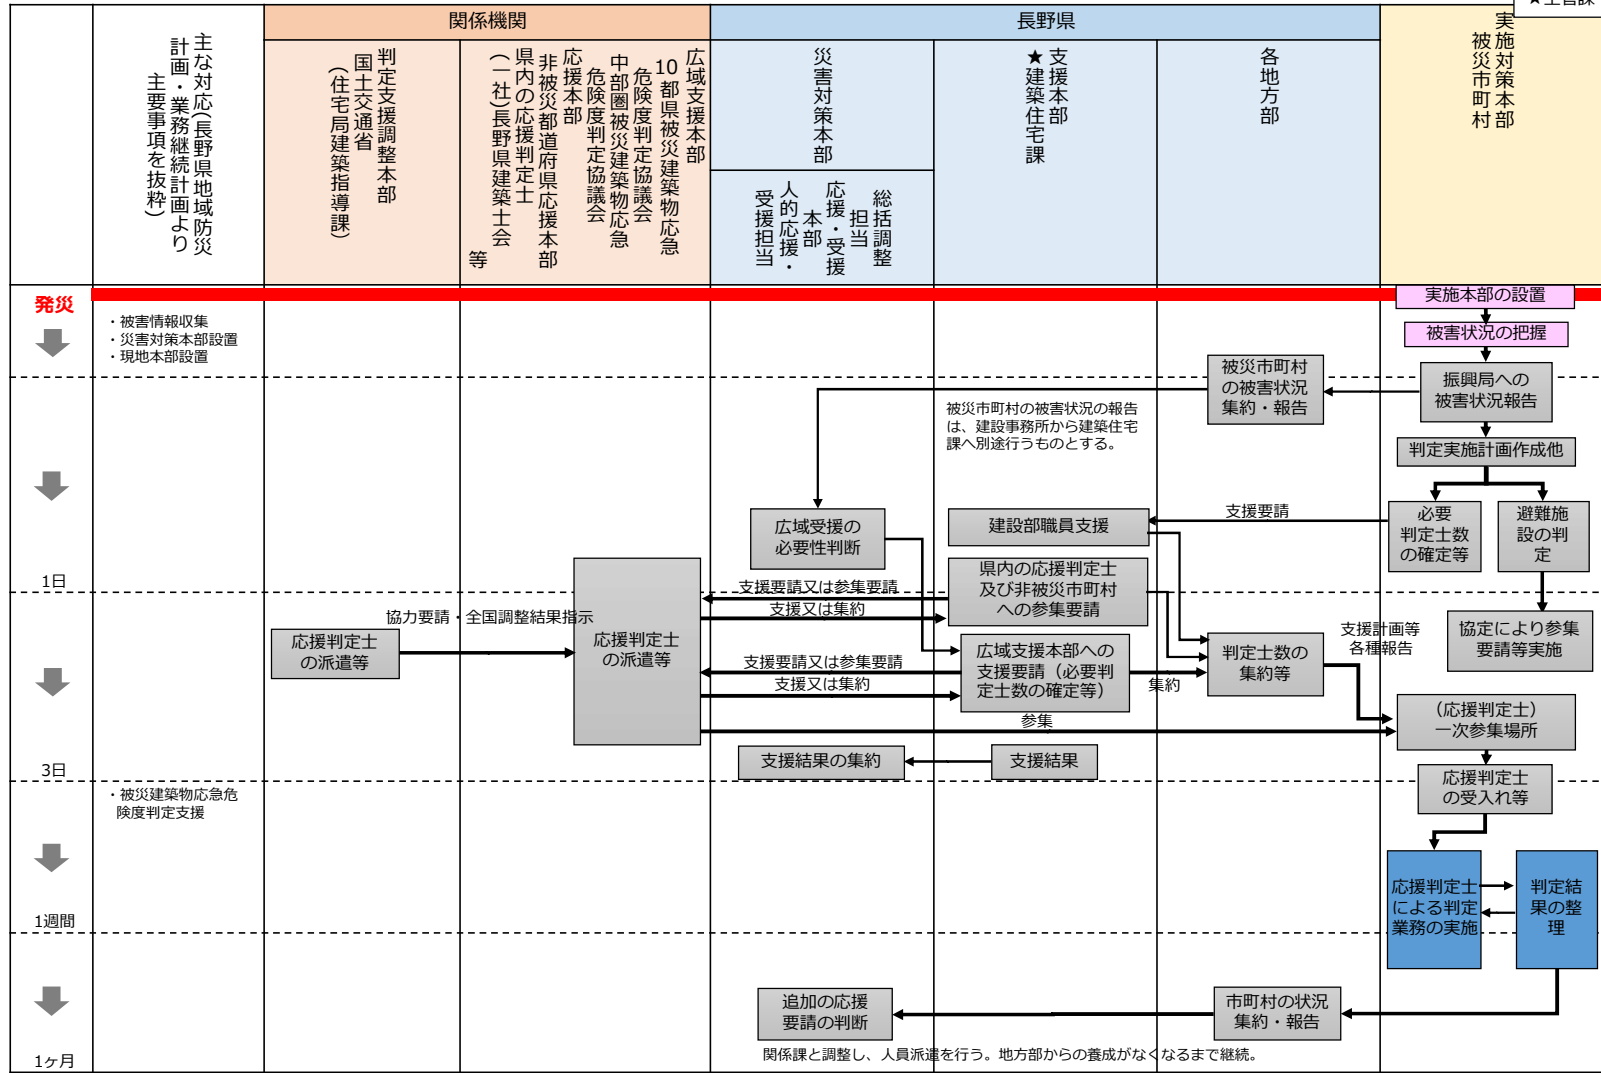 ★主管課
関係機関
長野県
実施対策本部
被災市町村
主な対応(長野県地域防災
計画・業務継続計画より
主要事項を抜粋)
判定支援調整本部
国土交通省
(住宅局建築指導課)
広域支援本部
10都県被災建築物応急
危険度判定協議会
中部圏被災建築物応急
危険度判定協議会
応援本部
非被災都道府県応援本部
県内の応援判定士
(一社)長野県建築士会
等
災害対策本部
総括調整
担当
応援・受援
本部
人的応援・
受援担当
支援本部
★建築住宅課
各地方部
発災
・被害情報収集
・災害対策本部設置
・現地本部設置
実施本部の設置
被害状況の把握
被災市町村
の被害状況
集約・報告
振興局への
被害状況報告
被災市町村の被害状況の報告
は、建設事務所から建築住宅
課へ別途行うものとする。
判定実施計画作成他
広域受援の
必要性判断
建設部職員支援
支援要請
必要
判定士数
の確定等
避難施
設の判
定
1日
県内の応援判定士
及び非被災市町村
への参集要請
支援要請又は参集要請
支援又は集約
協力要請・全国調整結果指示
応援判定士
の派遣等
応援判定士
の派遣等
支援要請又は参集要請
支援又は集約
広域支援本部への
支援要請（必要判
定士数の確定等）
集約
判定士数の
集約等
支援計画等
各種報告
協定により参集
要請等実施
参集
（応援判定士）
一次参集場所
支援結果の集約
支援結果
3日
応援判定士
の受入れ等
・被災建築物応急危
険度判定支援
応援判定士
による判定
業務の実施
判定結
果の整
理
1週間
追加の応援
要請の判断
市町村の状況
集約・報告
関係課と調整し、人員派遣を行う。地方部からの養成がなくなるまで継続。
1ヶ月